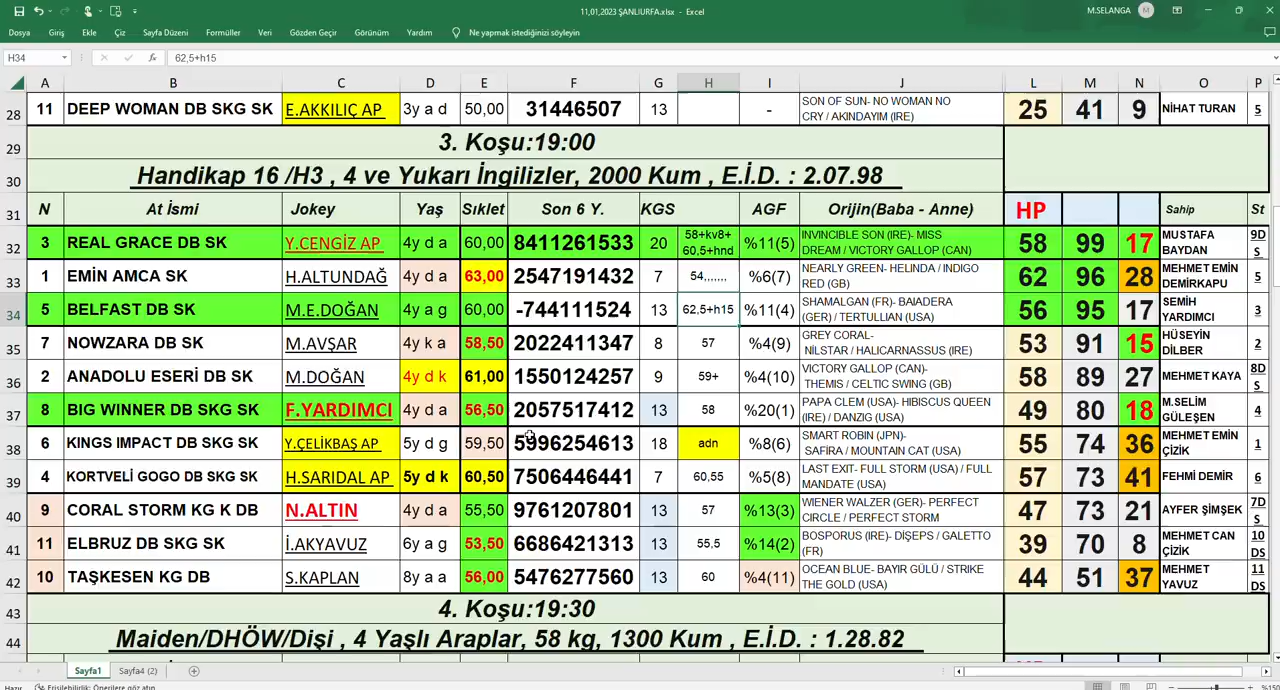 11,01,2023 ŞANLIURFA.xlsx - Excel
M.SELANGA M
Dosya Giriş Ekle Çiz Sayfa Düzeni Formüller Veri Gözden Geçir Görünüm Yardım Ne yapmak istediğinizi söyleyin
H34 fx 62,5+h15
A B C D E F G H I J L M N O P
28 11 DEEP WOMAN DB SKG SK E.AKKILIÇ AP 3y a d 50,00 31446507 13 - SON OF SUN- NO WOMAN NO CRY / AKINDAYIM (IRE) 25 41 9 NİHAT TURAN 5
29 3. Koşu:19:00
30 Handikap 16 /H3 , 4 ve Yukarı İngilizler, 2000 Kum , E.İ.D. : 2.07.98
31 N At İsmi Jokey Yaş Sıklet Son 6 Y. KGS AGF Orijin(Baba - Anne) HP Sahip St
32 3 REAL GRACE DB SK Y.CENGİZ AP 4y d a 60,00 8411261533 20 58+kv8+ 60,5+hnd %11(5) INVINCIBLE SON (IRE)- MISS DREAM / VICTORY GALLOP (CAN) 58 99 17 MUSTAFA BAYDAN 9D S
33 1 EMİN AMCA SK H.ALTUNDAĞ 4y d a 63,00 2547191432 7 54,,,,,,, %6(7) NEARLY GREEN- HELINDA / INDIGO RED (GB) 62 96 28 MEHMET EMİN DEMİRKAPU 5
34 5 BELFAST DB SK M.E.DOĞAN 4y a g 60,00 -744111524 13 62,5+h15 %11(4) SHAMALGAN (FR)- BAIADERA (GER) / TERTULLIAN (USA) 56 95 17 SEMİH YARDIMCI 3
35 7 NOWZARA DB SK M.AVŞAR 4y k a 58,50 2022411347 8 57 %4(9) GREY CORAL- NİLSTAR / HALICARNASSUS (IRE) 53 91 15 HÜSEYİN DİLBER 2
36 2 ANADOLU ESERİ DB SK M.DOĞAN 4y d k 61,00 1550124257 9 59+ %4(10) VICTORY GALLOP (CAN)- THEMIS / CELTIC SWING (GB) 58 89 27 MEHMET KAYA 8D S
37 8 BIG WINNER DB SKG SK F.YARDIMCI 4y d a 56,50 2057517412 13 58 %20(1) PAPA CLEM (USA)- HIBISCUS QUEEN (IRE) / DANZIG (USA) 49 80 18 M.SELİM GÜLEŞEN 4
38 6 KINGS IMPACT DB SKG SK Y.ÇELİKBAŞ AP 5y d g 59,50 5996254613 18 adn %8(6) SMART ROBIN (JPN)- SAFİRA / MOUNTAIN CAT (USA) 55 74 36 MEHMET EMİN ÇİZİK 1
39 4 KORTVELİ GOGO DB SKG SK H.SARIDAL AP 5y d k 60,50 7506446441 7 60,55 %5(8) LAST EXIT- FULL STORM (USA) / FULL MANDATE (USA) 57 73 41 FEHMİ DEMİR 6
40 9 CORAL STORM KG K DB N.ALTIN 4y d a 55,50 9761207801 13 57 %13(3) WIENER WALZER (GER)- PERFECT CIRCLE / PERFECT STORM 47 73 21 AYFER ŞİMŞEK 7D S
41 11 ELBRUZ DB SKG SK İ.AKYAVUZ 6y a g 53,50 6686421313 13 55,5 %14(2) BOSPORUS (IRE)- DIŞEPS / GALETTO (FR) 39 70 8 MEHMET CAN ÇİZİK 10 DS
42 10 TAŞKESEN KG DB S.KAPLAN 8y a a 56,00 5476277560 13 60 %4(11) OCEAN BLUE- BAYIR GÜLÜ / STRIKE THE GOLD (USA) 44 51 37 MEHMET YAVUZ 11 DS
43 4. Koşu:19:30
44 Maiden/DHÖW/Dişi , 4 Yaşlı Araplar, 58 kg, 1300 Kum , E.İ.D. : 1.28.82
Sayfa1 Sayfa4 (2)
Hazır Erişilebilirlik: Önerilere göz atın %150